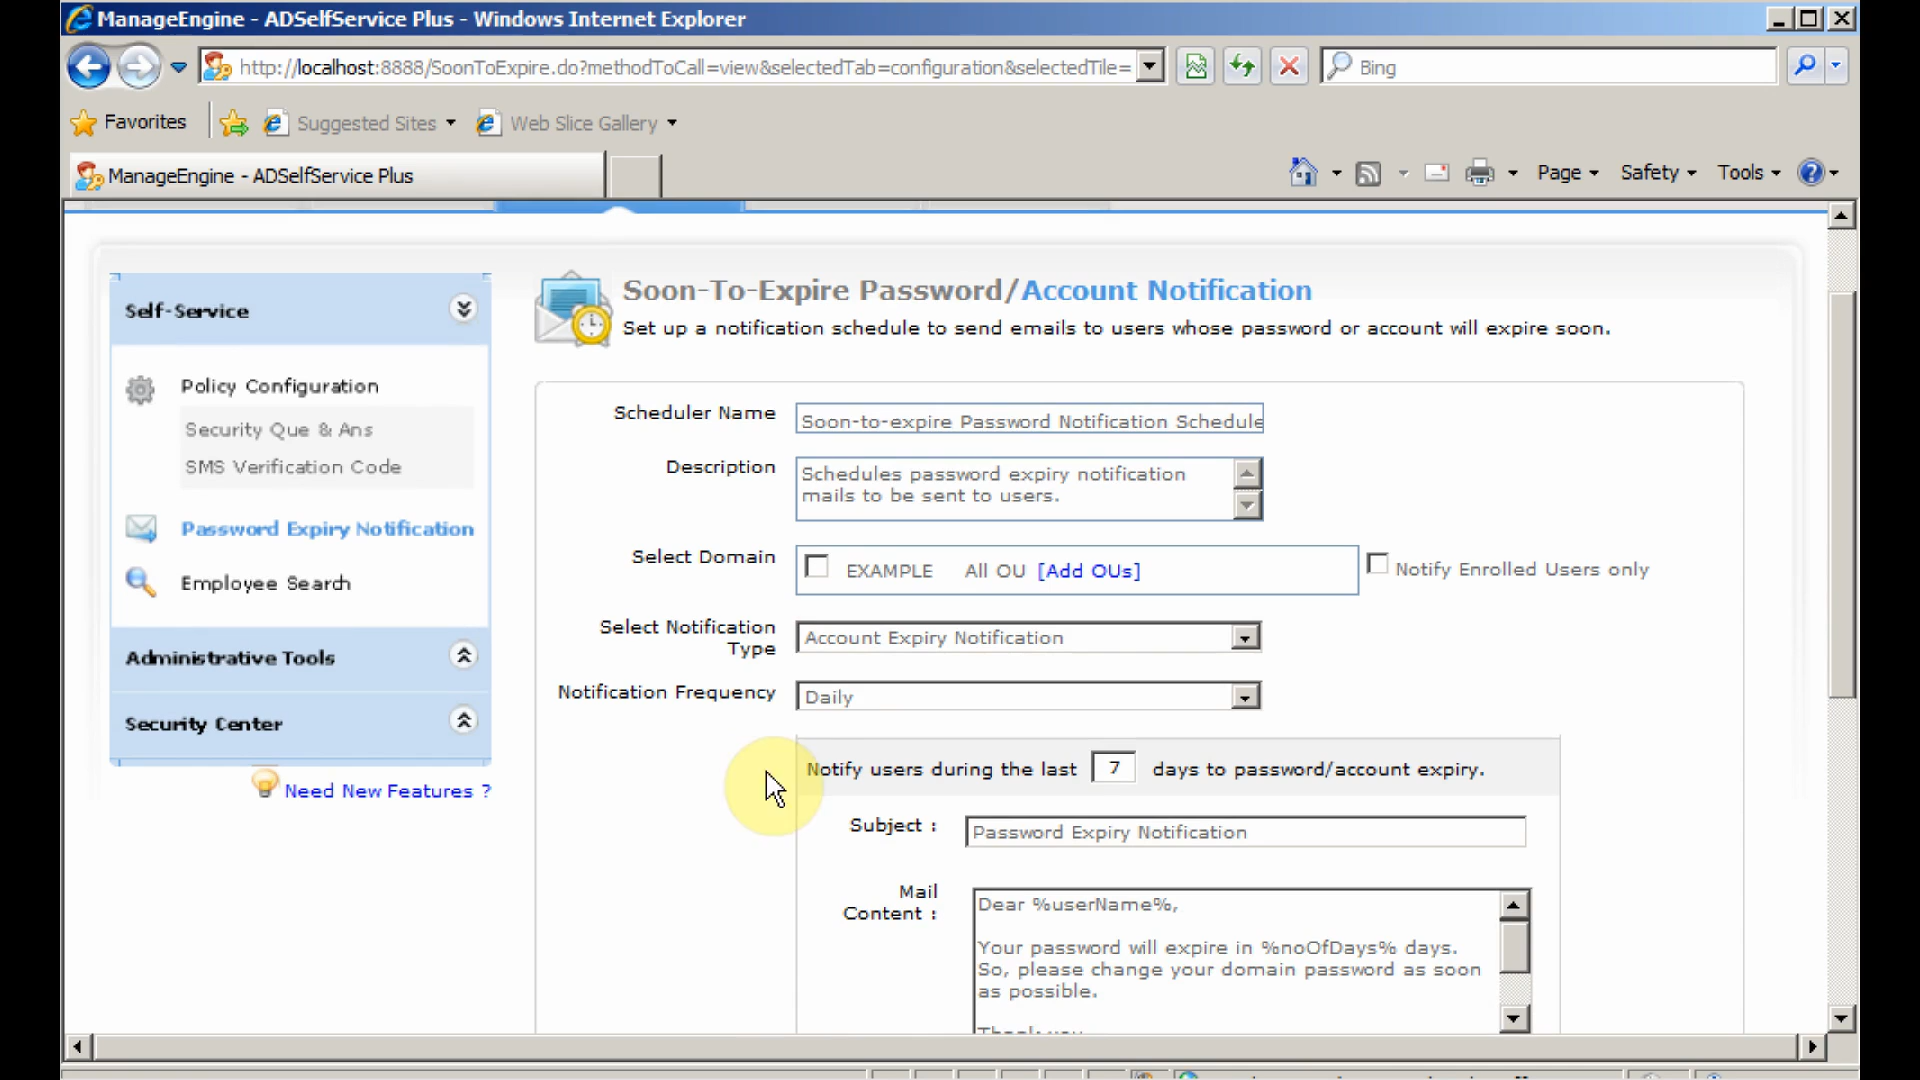 ManageEngine - ADSelfService Plus - Windows Internet Explorer
http://localhost:8888/SoonToExpire.do?methodToCall=view&selectedTab=configuration&selectedTile=
Bing
Favorites
Suggested Sites
Web Slice Gallery
ManageEngine - ADSelfService Plus
Page
Safety
Tools
Self-Service
Policy Configuration
Security Que & Ans
SMS Verification Code
Password Expiry Notification
Employee Search
Administrative Tools
Security Center
Need New Features ?
Soon-To-Expire Password/Account Notification
Set up a notification schedule to send emails to users whose password or account will expire soon.
Scheduler Name
Soon-to-expire Password Notification Schedule
Description
Schedules password expiry notification
mails to be sent to users.
Select Domain
EXAMPLE All OU [Add OUs]
Notify Enrolled Users only
Select Notification
Type
Account Expiry Notification
Notification Frequency
Daily
Notify users during the last 7 days to password/account expiry.
Subject :
Password Expiry Notification
Mail
Content :
Dear %userName%,
Your password will expire in %noOfDays% days.
So, please change your domain password as soon
as possible.